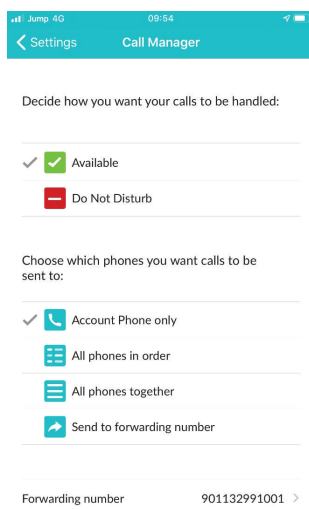 Jump 4G 09:54
Settings Call Manager
Decide how you want your calls to be handled:
Available
Do Not Disturb
Choose which phones you want calls to be
sent to:
Account Phone only
All phones in order
All phones together
Send to forwarding number
Forwarding number 901132991001